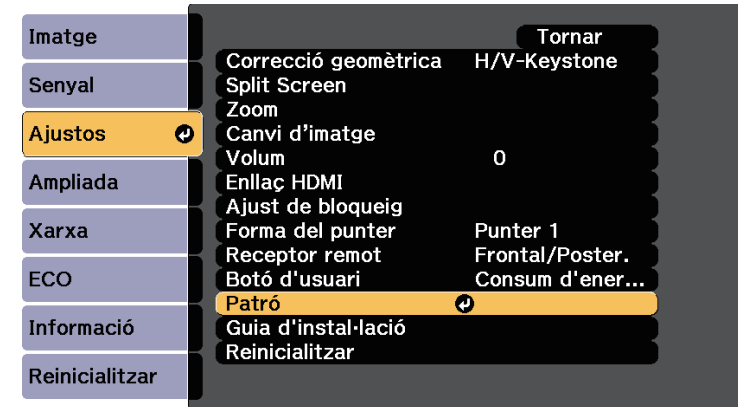 Imatge
Senyal
Ajustos
Ampliada
Xarxa
ECO
Informació
Reinicialitzar
Tornar
Correcció geomètrica H/V-Keystone
Split Screen
Zoom
Canvi d’imatge
Volum 0
Enllaç HDMI
Ajust de bloqueig
Forma del punter Punter 1
Receptor remot Frontal/Poster.
Botó d'usuari Consum d'ener...
Patró
Guia d'instal·lació
Reinicialitzar